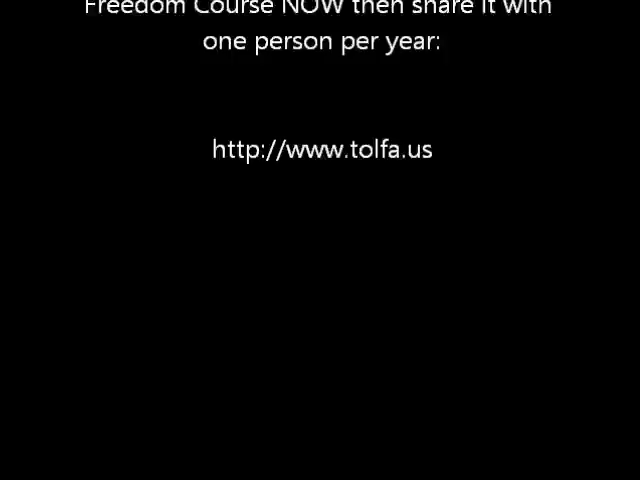 Freedom Course NOW then share it with
one person per year:
http://www.tolfa.us